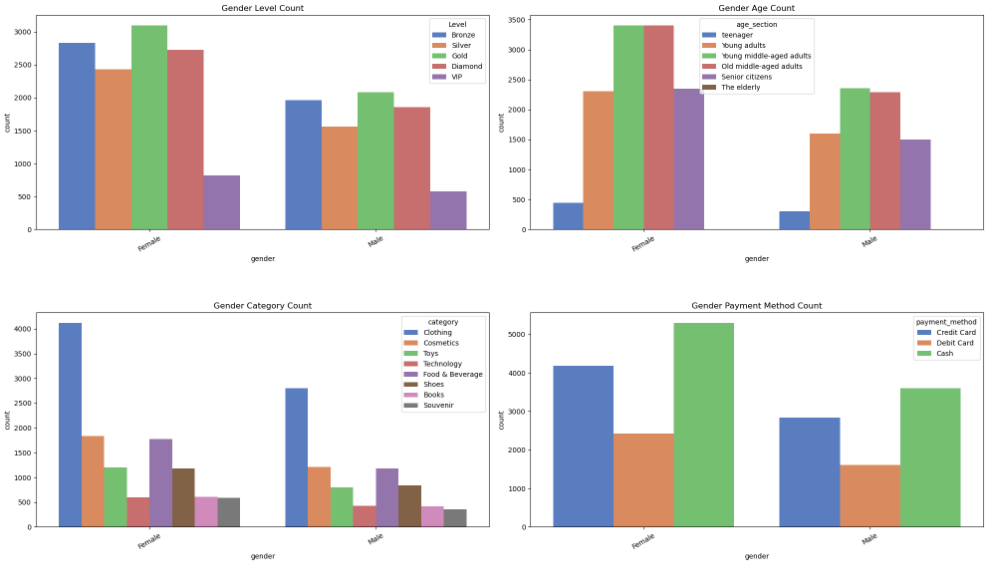 Gender Level Count
count
3000
2500
2000
1500
1000
500
0
Level
Bronze
Silver
Gold
Diamond
VIP
Female
Male
gender
Gender Age Count
count
3500
3000
2500
2000
1500
1000
500
0
age_section
teenager
Young adults
Young middle-aged adults
Old middle-aged adults
Senior citizens
The elderly
Female
Male
gender
Gender Category Count
count
4000
3500
3000
2500
2000
1500
1000
500
0
category
Clothing
Cosmetics
Toys
Technology
Food & Beverage
Shoes
Books
Souvenir
Female
Male
gender
Gender Payment Method Count
count
5000
4000
3000
2000
1000
0
payment_method
Credit Card
Debit Card
Cash
Female
Male
gender